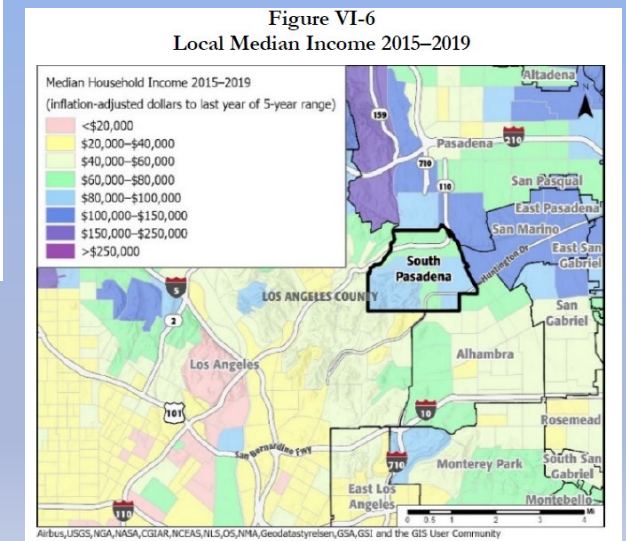 Figure VI-6
Local Median Income 2015–2019
Median Household Income 2015–2019
(inflation-adjusted dollars to last year of 5-year range)
<$20,000
$20,000–$40,000
$40,000–$60,000
$60,000–$80,000
$80,000–$100,000
$100,000–$150,000
$150,000–$250,000
>$250,000
Altadena
N
159
Pasadena
210
710
110
San Pasqual
East Pasadena
San Marino
East San
Gabriel
Huntington Dr
South
Pasadena
5
LOS ANGELES COUNTY
2
San
Gabriel
Alhambra
Los Angeles
101
10
Rosemead
San Bernardino Fwy
710
Monterey Park
South San
Gabriel
East Los
Angeles
Montebello
110
0 0.5 1 2 3 4 Mi
Airbus,USGS,NGA,NASA,CGIAR,NCEAS,NLS,OS,NMA,Geodatastyrelsen,GSA,GSI and the GIS User Community